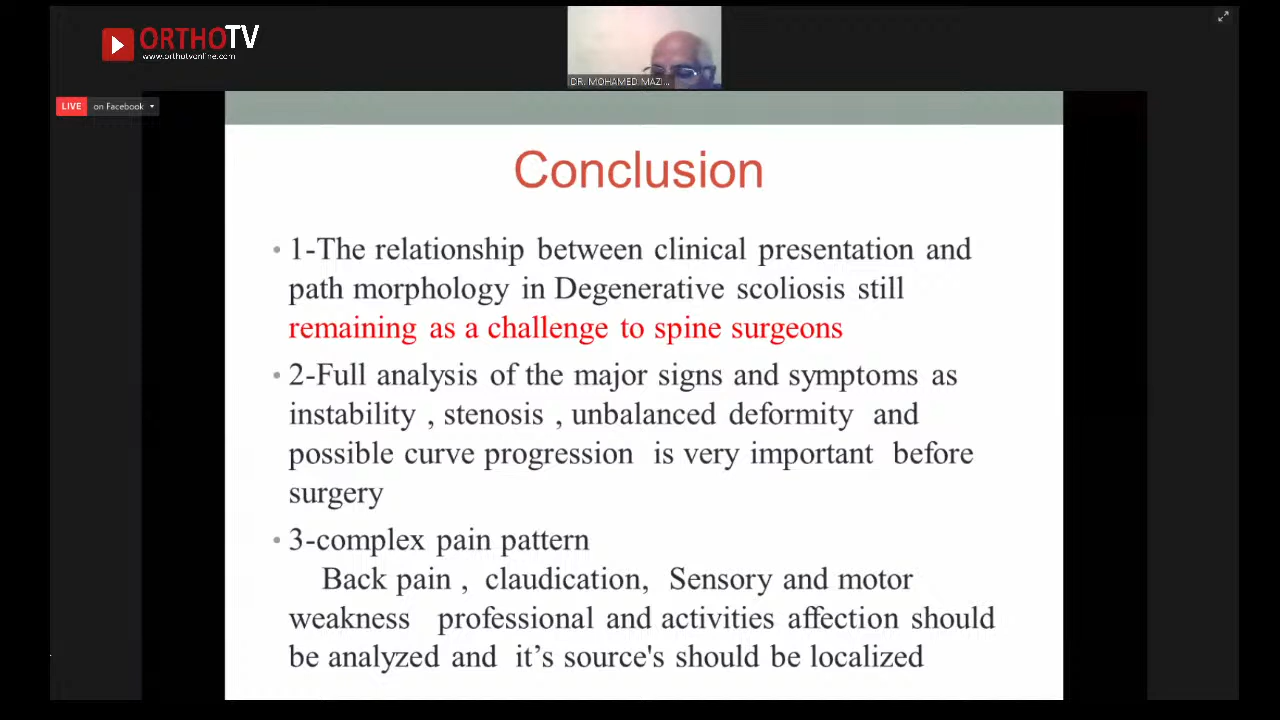 ORTHOTV
www.orthotvonline.com
DR. MOHAMED MAZI...
LIVE on Facebook
Conclusion
• 1-The relationship between clinical presentation and
path morphology in Degenerative scoliosis still
remaining as a challenge to spine surgeons
• 2-Full analysis of the major signs and symptoms as
instability , stenosis , unbalanced deformity and
possible curve progression is very important before
surgery
• 3-complex pain pattern
Back pain , claudication, Sensory and motor
weakness professional and activities affection should
be analyzed and it’s source's should be localized